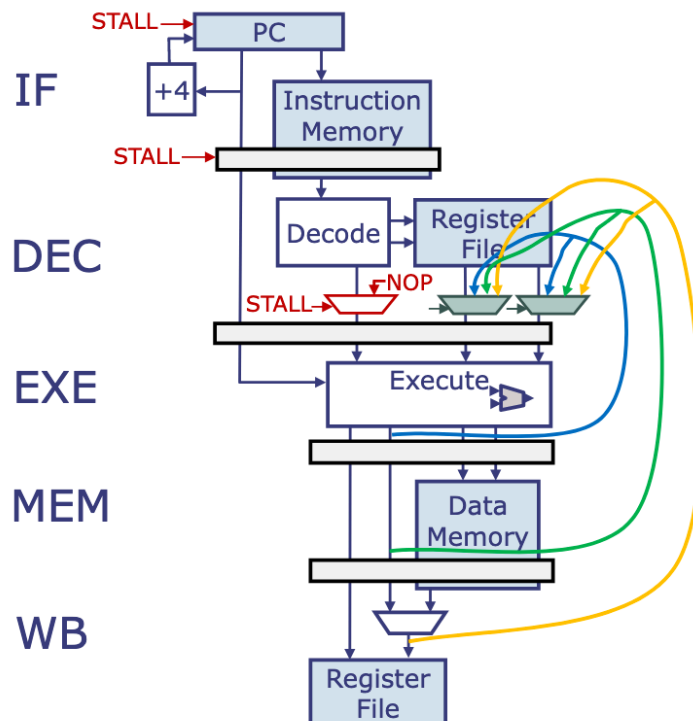 STALL
PC
IF
+4
Instruction
Memory
STALL
DEC
Decode
Register
File
NOP
STALL
EXE
Execute
MEM
Data
Memory
WB
Register
File